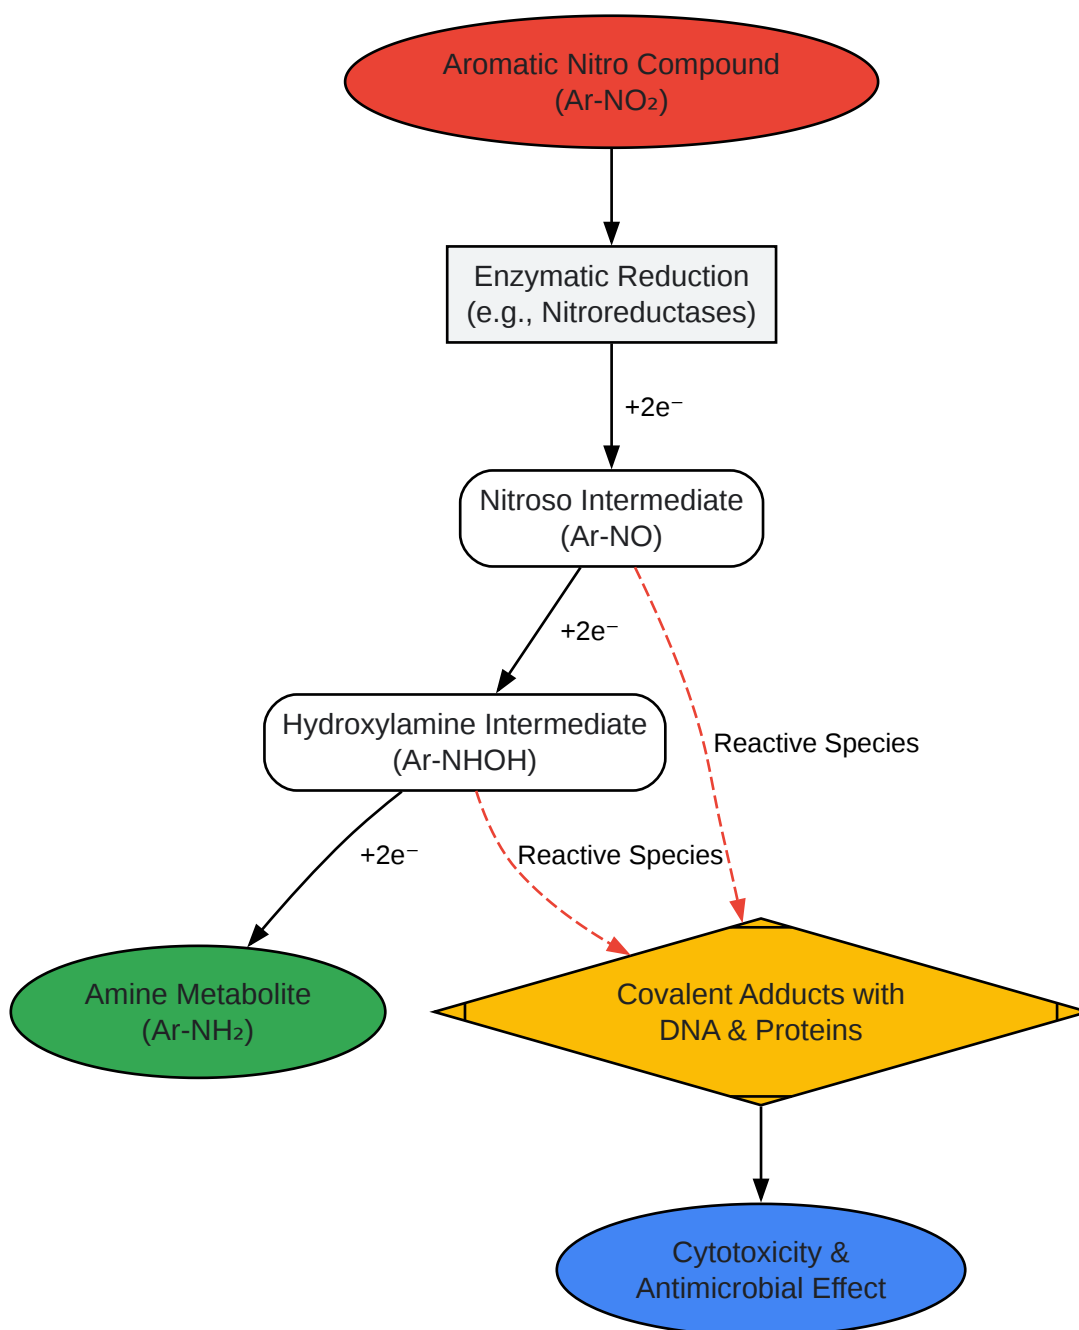 Aromatic Nitro Compound
(Ar-NO₂)
Enzymatic Reduction
(e.g., Nitroreductases)
+2e⁻
Nitroso Intermediate
(Ar-NO)
+2e⁻
Hydroxylamine Intermediate
(Ar-NHOH)
Reactive Species
+2e⁻
Reactive Species
Amine Metabolite
(Ar-NH₂)
Covalent Adducts with
DNA & Proteins
Cytotoxicity &
Antimicrobial Effect